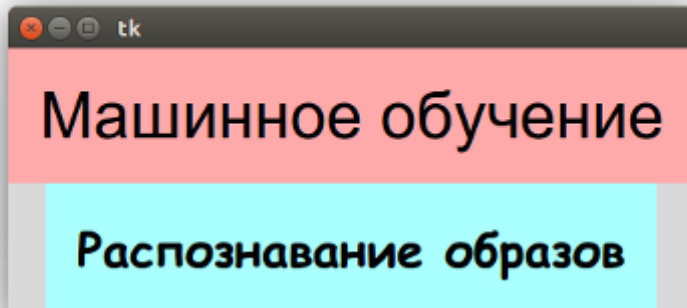 tk
Машинное обучение
Распознавание образов